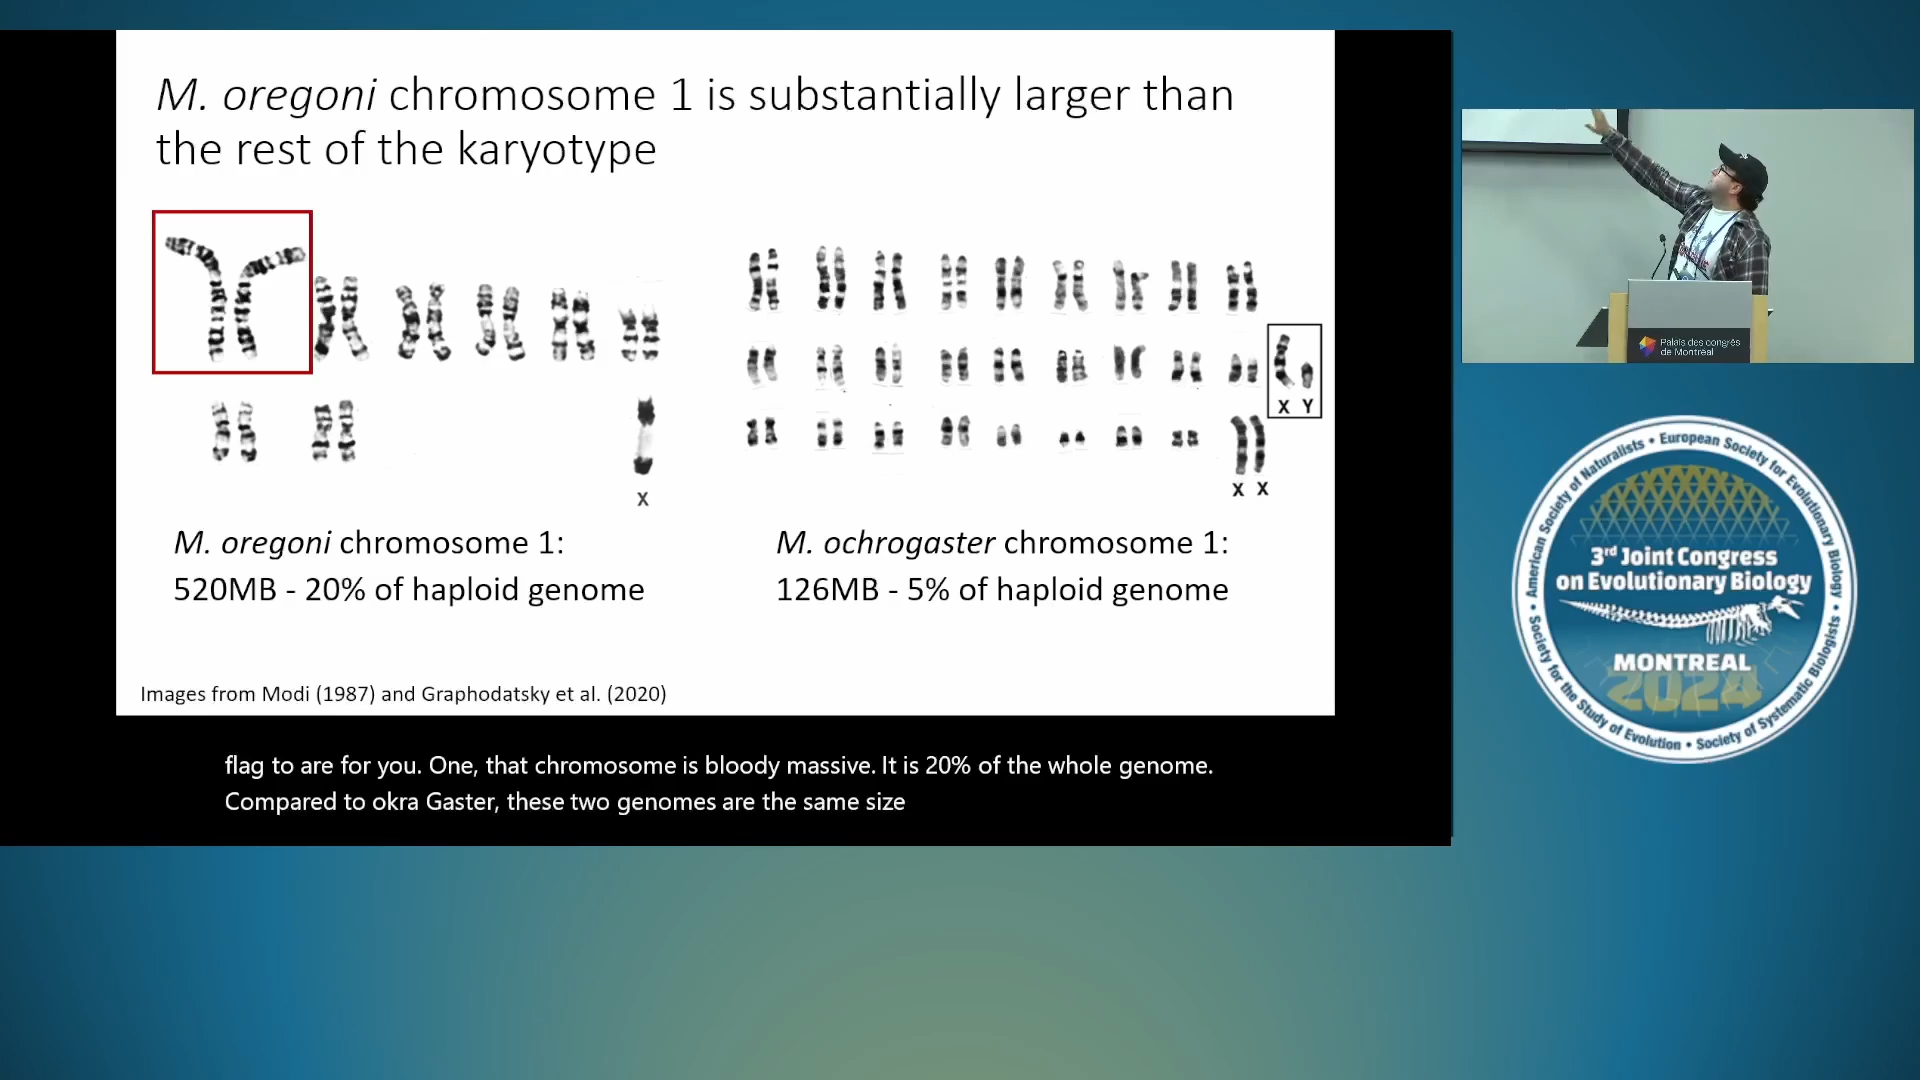 M. oregoni chromosome 1 is substantially larger than
the rest of the karyotype
X
X Y
X X
M. oregoni chromosome 1:
520MB - 20% of haploid genome
M. ochrogaster chromosome 1:
126MB - 5% of haploid genome
Images from Modi (1987) and Graphodatsky et al. (2020)
flag to are for you. One, that chromosome is bloody massive. It is 20% of the whole genome.
Compared to okra Gaster, these two genomes are the same size
Palais des congrès
de Montréal
American Society of Naturalists • European Society for Evolutionary Biology •
3rd Joint Congress
on Evolutionary Biology
MONTREAL
2024
Society for the Study of Evolution • Society of Systematic Biologists •